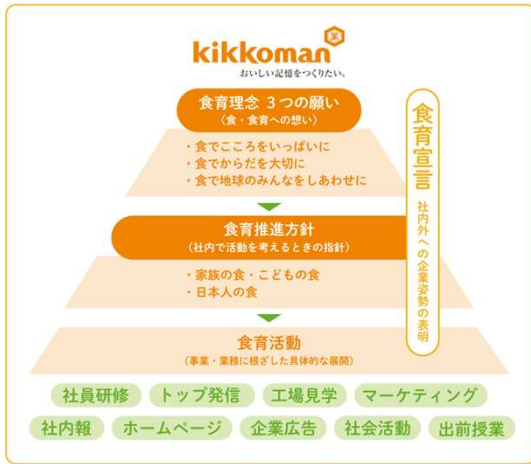 kikkoman
おいしい記憶をつくりたい。
食育理念 3つの願い
(食・食育への想い)
・食でこころをいっぱいに
・食でからだを大切に
・食で地球のみんなをしあわせに
食育推進方針
(社内で活動を考えるときの指針)
・家族の食・こどもの食
・日本人の食
食育活動
(事業・業務に根ざした具体的な展開)
食育宣言 社内外への企業姿勢の表明
社員研修 トップ発信 工場見学 マーケティング
社内報 ホームページ 企業広告 社会活動 出前授業